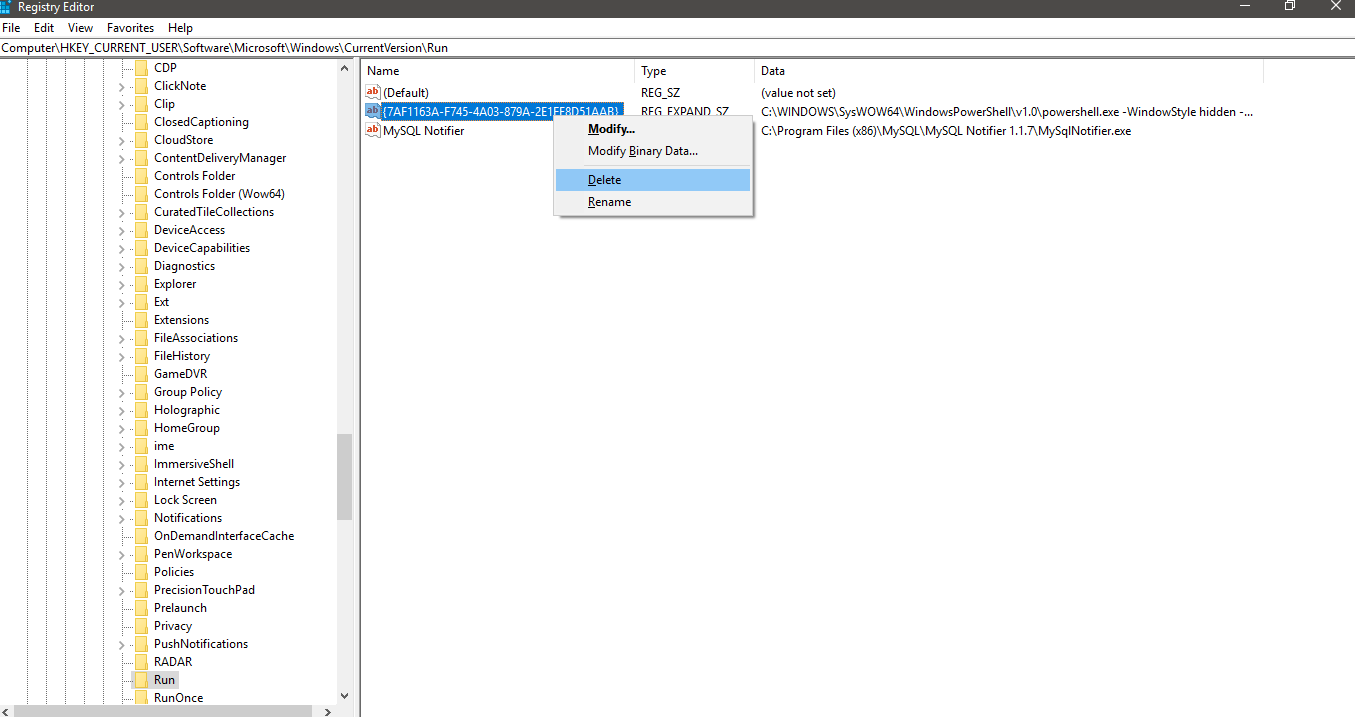 Registry Editor
File Edit View Favorites Help
Computer\HKEY_CURRENT_USER\Software\Microsoft\Windows\CurrentVersion\Run
CDP
ClickNote
Clip
ClosedCaptioning
CloudStore
ContentDeliveryManager
Controls Folder
Controls Folder (Wow64)
CuratedTileCollections
DeviceAccess
DeviceCapabilities
Diagnostics
Explorer
Ext
Extensions
FileAssociations
FileHistory
GameDVR
Group Policy
Holographic
HomeGroup
ime
ImmersiveShell
Internet Settings
Lock Screen
Notifications
OnDemandInterfaceCache
PenWorkspace
Policies
PrecisionTouchPad
Prelaunch
Privacy
PushNotifications
RADAR
Run
RunOnce
Name Type Data
ab (Default) REG_SZ (value not set)
ab {7AF1163A-F745-4A03-879A-2E1FF8D51AAB} REG_EXPAND_SZ C:\WINDOWS\SysWOW64\WindowsPowerShell\v1.0\powershell.exe -WindowStyle hidden -...
ab MySQL Notifier C:\Program Files (x86)\MySQL\MySQL Notifier 1.1.7\MySqlNotifier.exe
Modify...
Modify Binary Data...
Delete
Rename